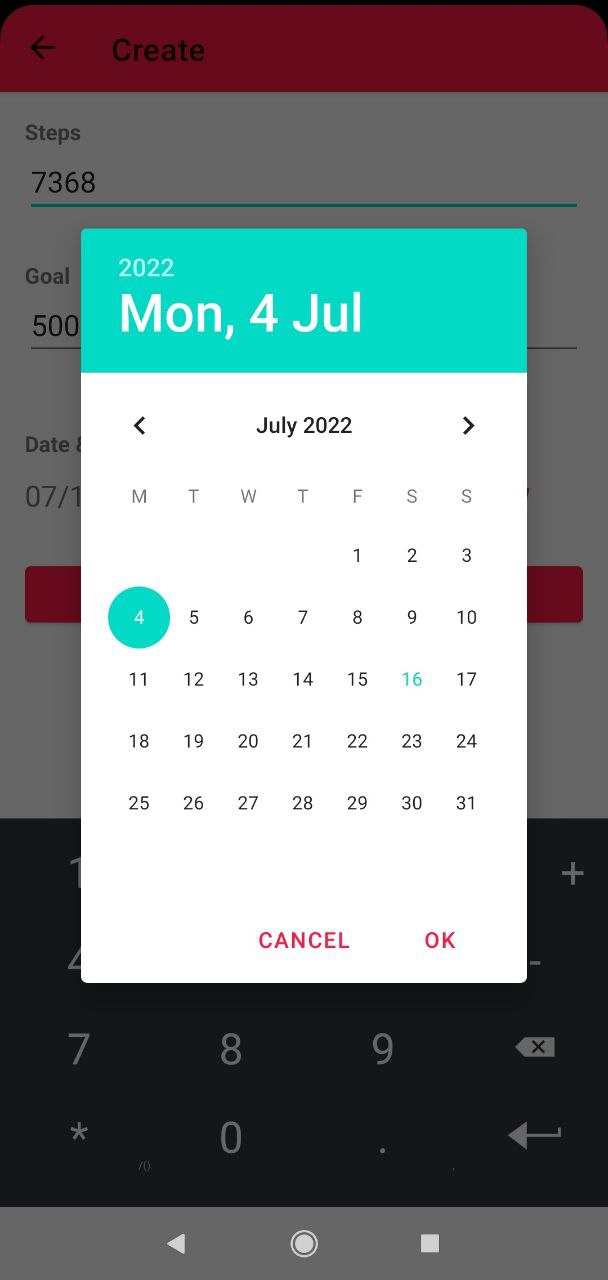 Create
Steps
7368
Goal
500
Date &
07/1
2022
Mon, 4 Jul
July 2022
M T W T F S S
1 2 3
4 5 6 7 8 9 10
11 12 13 14 15 16 17
18 19 20 21 22 23 24
25 26 27 28 29 30 31
CANCEL OK
1 +
4 -
7 8 9
* 0 .
/() ,